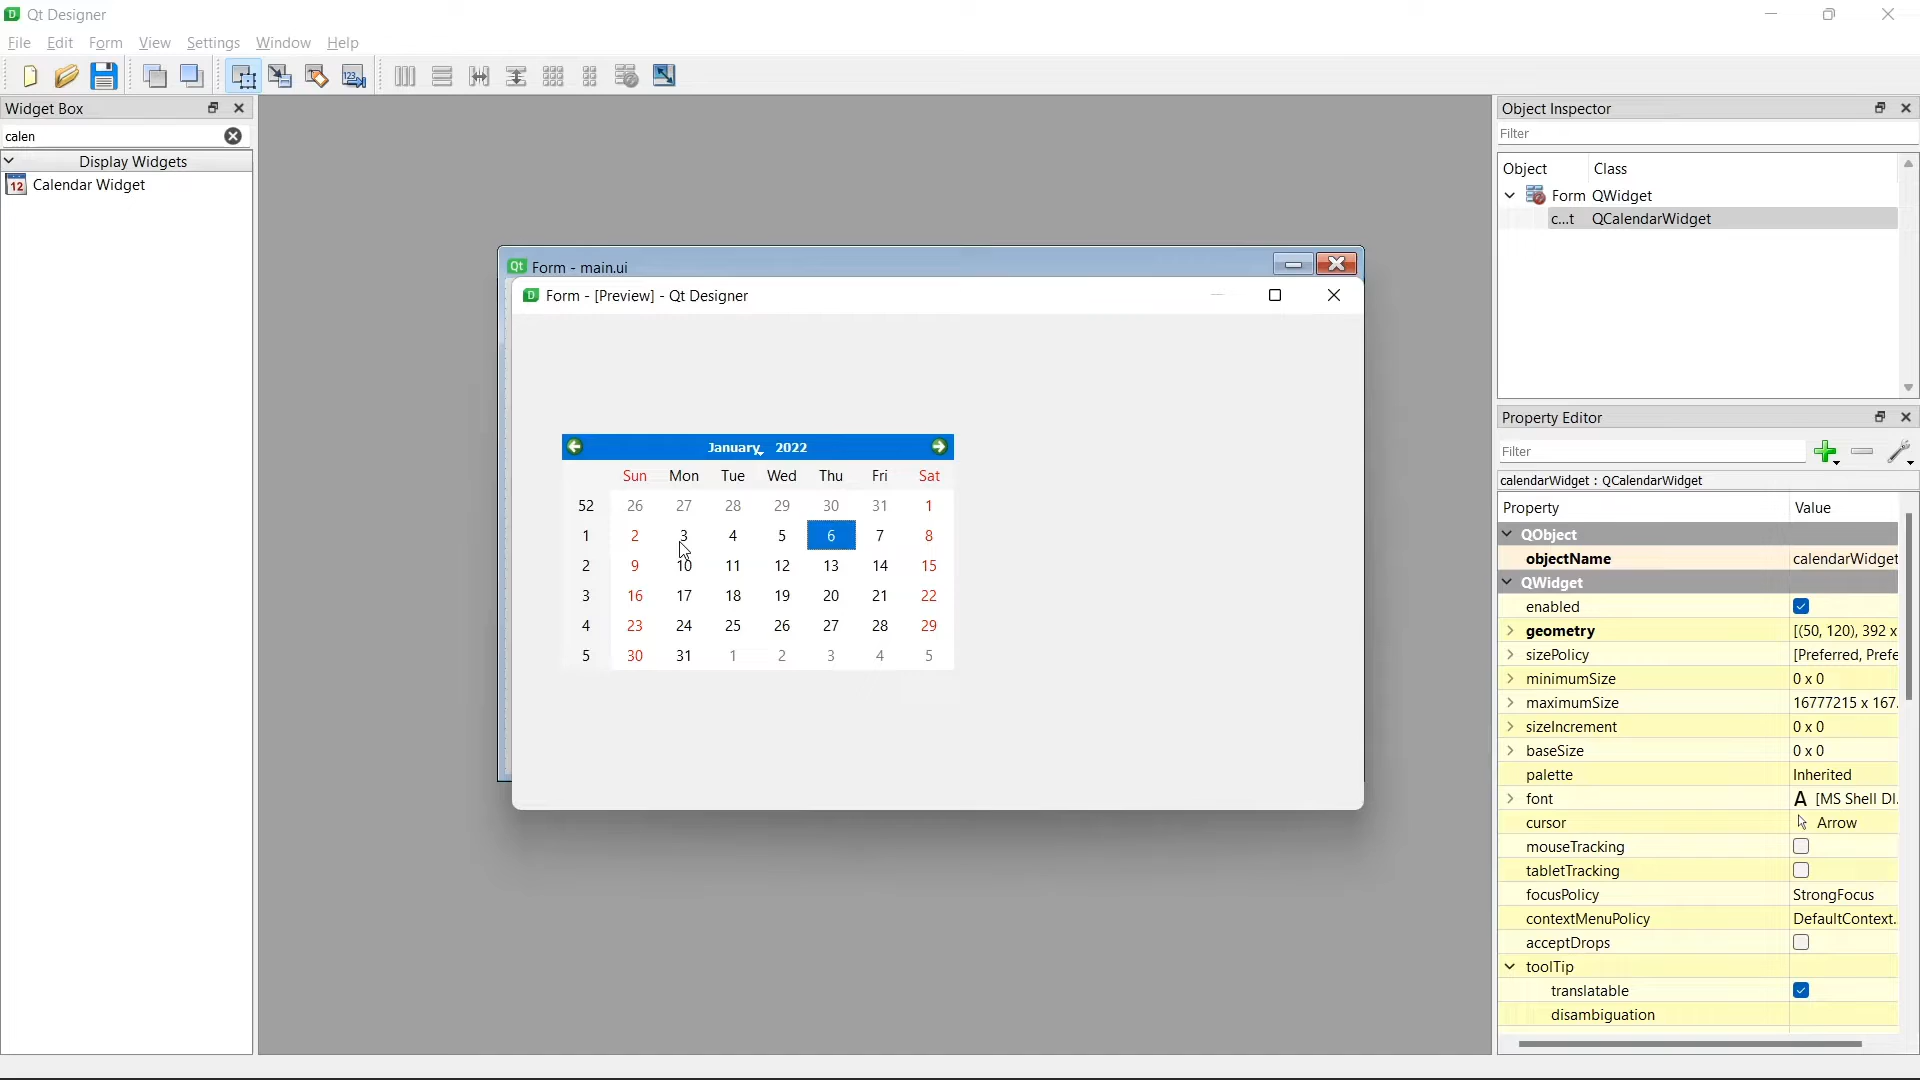 Qt Designer
File Edit Form View Settings Window Help
123
Widget Box
calen
Display Widgets
12 Calendar Widget
Qt Form - main.ui
Form - [Preview] - Qt Designer
January 2022
Sun Mon Tue Wed Thu Fri Sat
52 26 27 28 29 30 31 1
1 2 3 4 5 6 7 8
2 9 10 11 12 13 14 15
3 16 17 18 19 20 21 22
4 23 24 25 26 27 28 29
5 30 31 1 2 3 4 5
Object Inspector
Filter
Object Class
Form QWidget
c...t QCalendarWidget
Property Editor
Filter
calendarWidget : QCalendarWidget
Property Value
QObject
objectName calendarWidget
QWidget
enabled
geometry [(50, 120), 392 x
sizePolicy [Preferred, Prefe
minimumSize 0 x 0
maximumSize 16777215 x 167.
sizeIncrement 0 x 0
baseSize 0 x 0
palette Inherited
font A [MS Shell Dl.
cursor Arrow
mouseTracking
tabletTracking
focusPolicy StrongFocus
contextMenuPolicy DefaultContext.
acceptDrops
toolTip
translatable
disambiguation